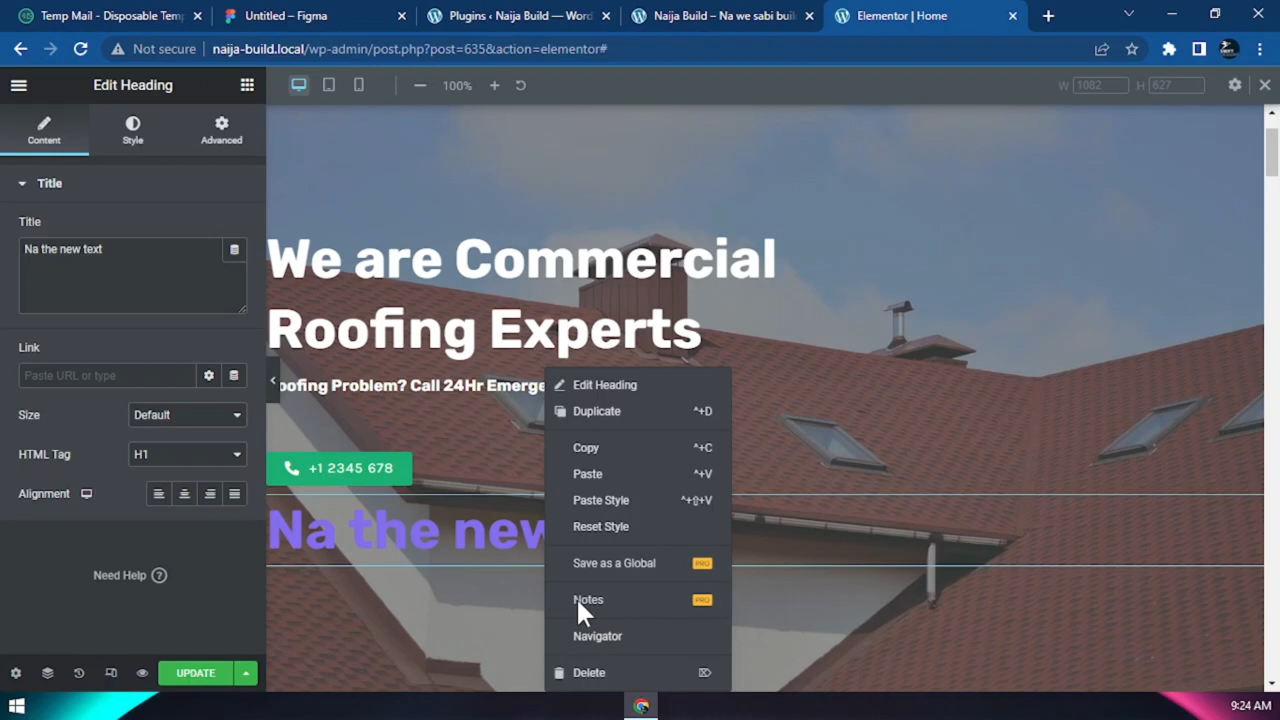 Temp Mail - Disposable Temp
Untitled – Figma
Plugins ‹ Naija Build — Word
Naija Build – Na we sabi buil
Elementor | Home
Not secure
naija-build.local/wp-admin/post.php?post=635&action=elementor#
Edit Heading
100%
W 1082
H 627
Content
Style
Advanced
Title
Title
Na the new text
Link
Paste URL or type
Size
Default
HTML Tag
H1
Alignment
Need Help ?
UPDATE
We are Commercial
Roofing Experts
oofing Problem? Call 24Hr Emerge
+1 2345 678
Na the new
Edit Heading
Duplicate ^+D
Copy ^+C
Paste ^+V
Paste Style ^+⇧+V
Reset Style
Save as a Global PRO
Notes PRO
Navigator
Delete ⌦
9:24 AM